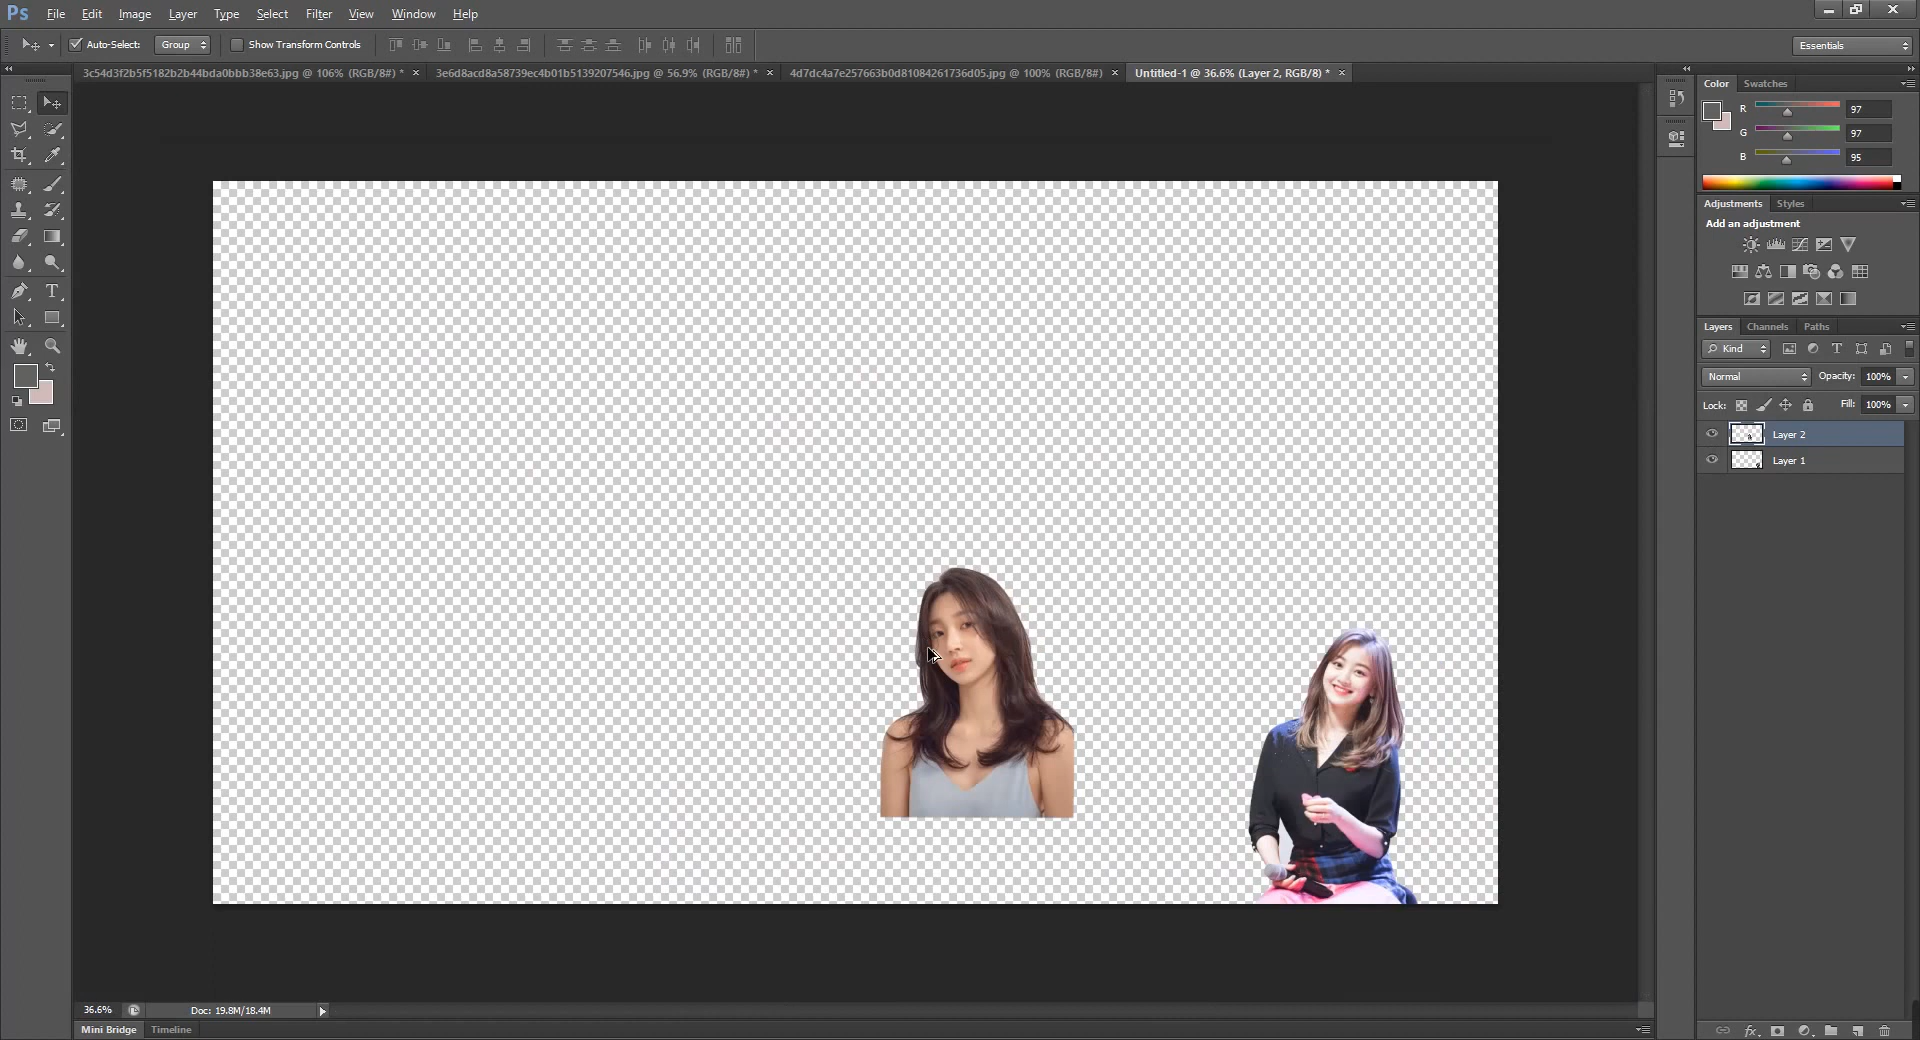 Ps File Edit Image Layer Type Select Filter View Window Help
Auto-Select: Group Show Transform Controls Essentials
3c54d3f2b5f5182b2b44bda0bbb38e63.jpg @ 106% (RGB/8#) * 3e6d8acd8a58739ec4b01b5139207546.jpg @ 56.9% (RGB/8#) * 4d7dc4a7e257663b0d81084261736d05.jpg @ 100% (RGB/8#) Untitled-1 @ 36.6% (Layer 2, RGB/8) *
Color Swatches
R 97
G 97
B 95
Adjustments Styles
Add an adjustment
Layers Channels Paths
Kind
Normal Opacity: 100%
Lock: Fill: 100%
Layer 2
Layer 1
36.6% Doc: 19.8M/18.4M
Mini Bridge Timeline